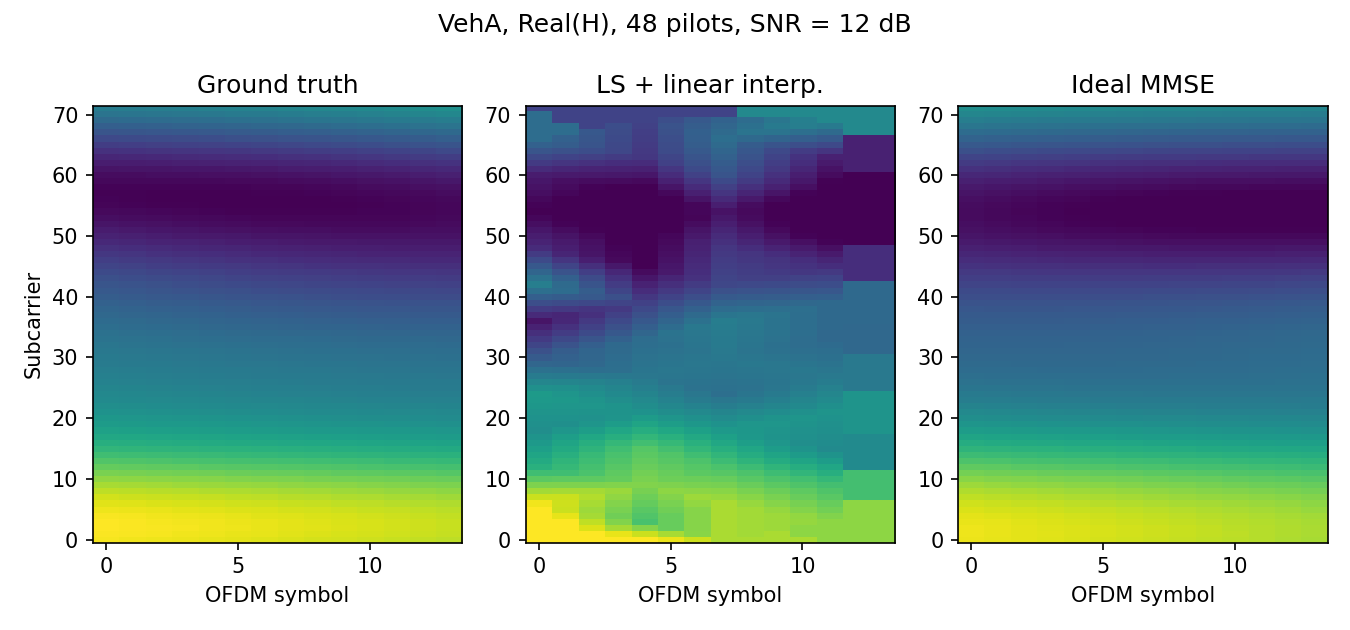 VehA, Real(H), 48 pilots, SNR = 12 dB
Ground truth
LS + linear interp.
Ideal MMSE
Subcarrier
70
60
50
40
30
20
10
0
0 5 10
OFDM symbol
70
60
50
40
30
20
10
0
0 5 10
OFDM symbol
70
60
50
40
30
20
10
0
0 5 10
OFDM symbol